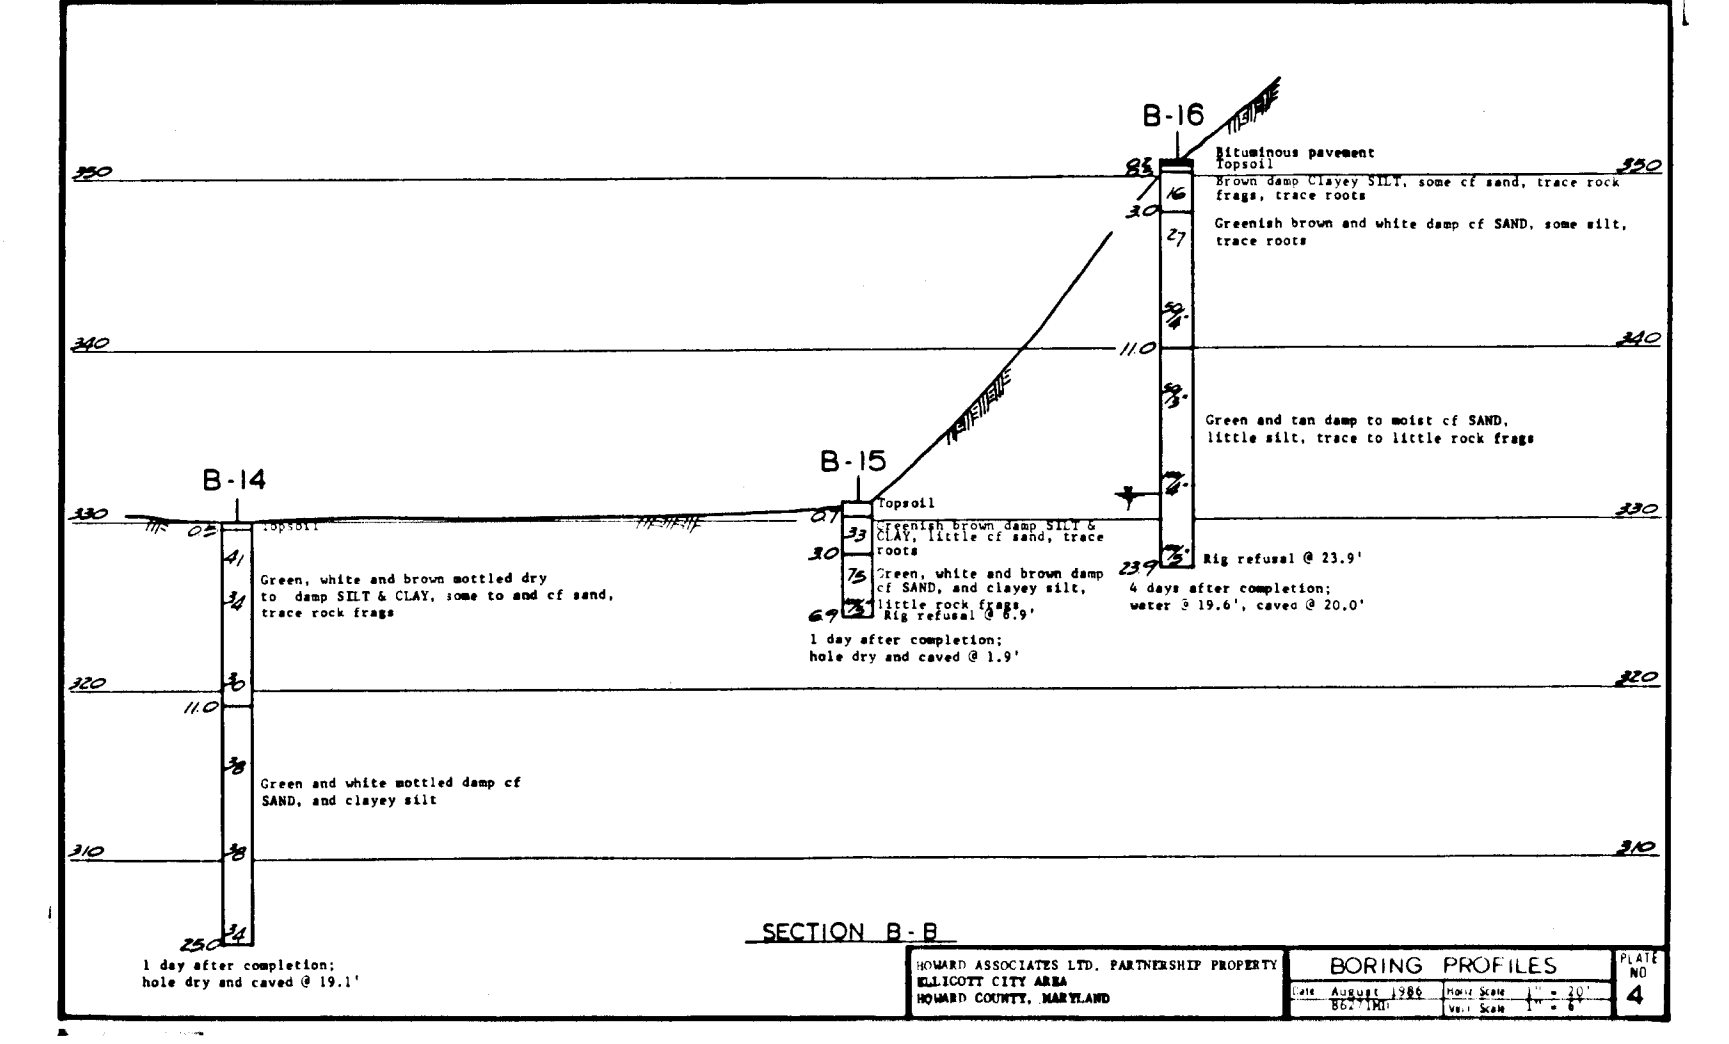 B-16
Bituminous pavement
Topsoil
350
350
Brown damp Clayey SILT, some cf sand, trace rock
frags, trace roots
16
3.0
Greenish brown and white damp cf SAND, some silt,
trace roots
27
50/4"
340
11.0
340
50/3"
Green and tan damp to moist cf SAND,
little silt, trace to little rock frags
B-14
B-15
Topsoil
330
0.5
Topsoil
0.7
330
33
Greenish brown damp SILT &
CLAY, little cf sand, trace
roots
3.0
41
23.9
Rig refusal @ 23.9'
75
Green, white and brown damp
cf SAND, and clayey silt,
little rock frags
6.9
Rig refusal @ 6.9'
4 days after completion;
water @ 19.6', caved @ 20.0'
Green, white and brown mottled dry
to damp SILT & CLAY, some to and cf sand,
trace rock frags
34
1 day after completion;
hole dry and caved @ 1.9'
320
30
320
11.0
38
Green and white mottled damp cf
SAND, and clayey silt
310
38
310
34
25.0
1 day after completion;
hole dry and caved @ 19.1'
SECTION B-B
HOWARD ASSOCIATES LTD. PARTNERSHIP PROPERTY
ELLICOTT CITY AREA
HOWARD COUNTY, MARYLAND
BORING PROFILES
Date August 1986
Horiz Scale 1" = 20'
Vert Scale 1" = 6'
PLATE
NO
4